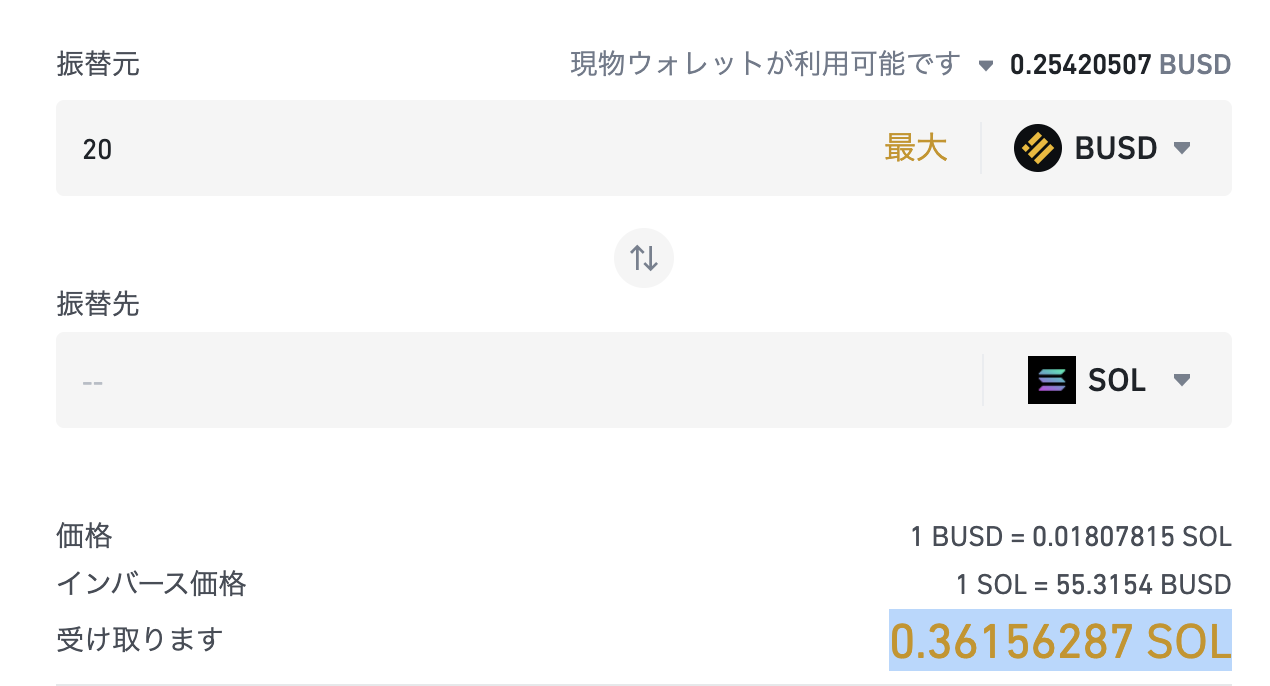 振替元
現物ウォレットが利用可能です 0.25420507 BUSD
20 最大 BUSD
振替先
-- SOL
価格 1 BUSD = 0.01807815 SOL
インバース価格 1 SOL = 55.3154 BUSD
受け取ります 0.36156287 SOL